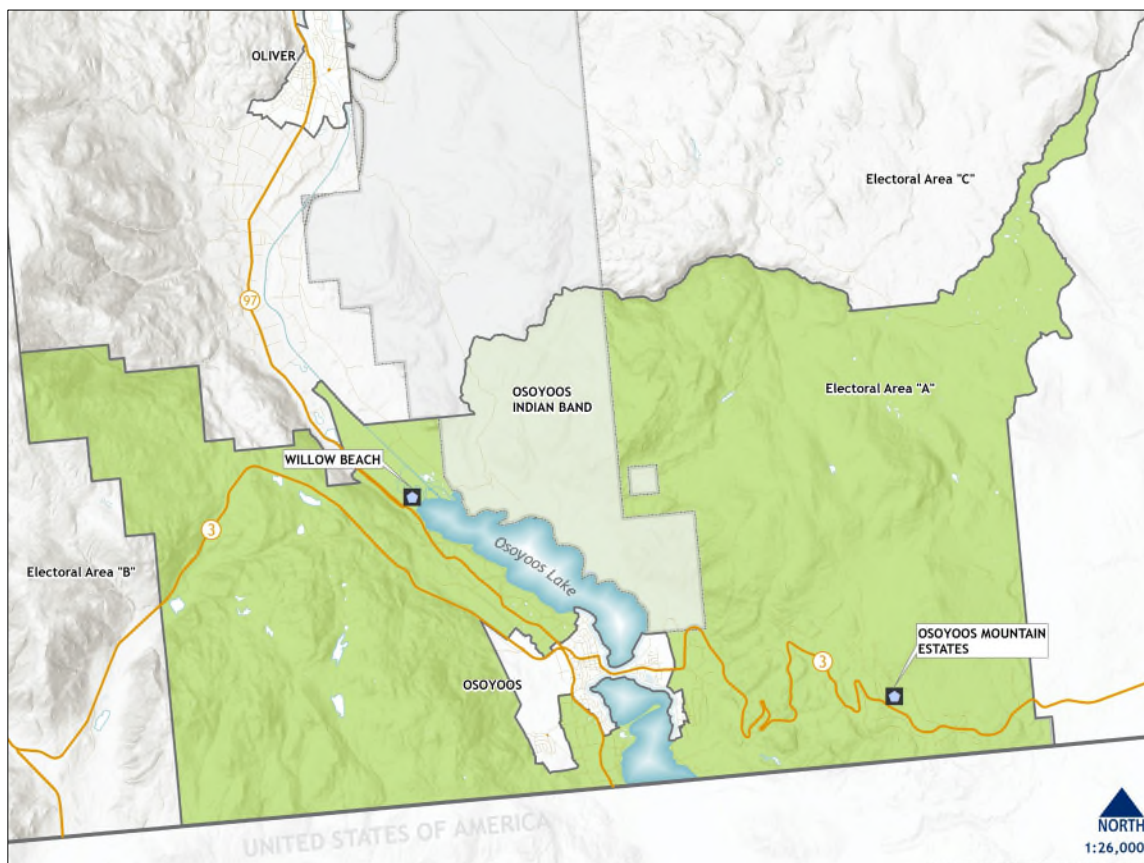 OLIVER
Electoral Area "C"
97
OSOYOOS
INDIAN BAND
Electoral Area "A"
WILLOW BEACH
3
Osoyoos Lake
Electoral Area "B"
OSOYOOS MOUNTAIN
ESTATES
3
OSOYOOS
UNITED STATES OF AMERICA
NORTH
1:26,000